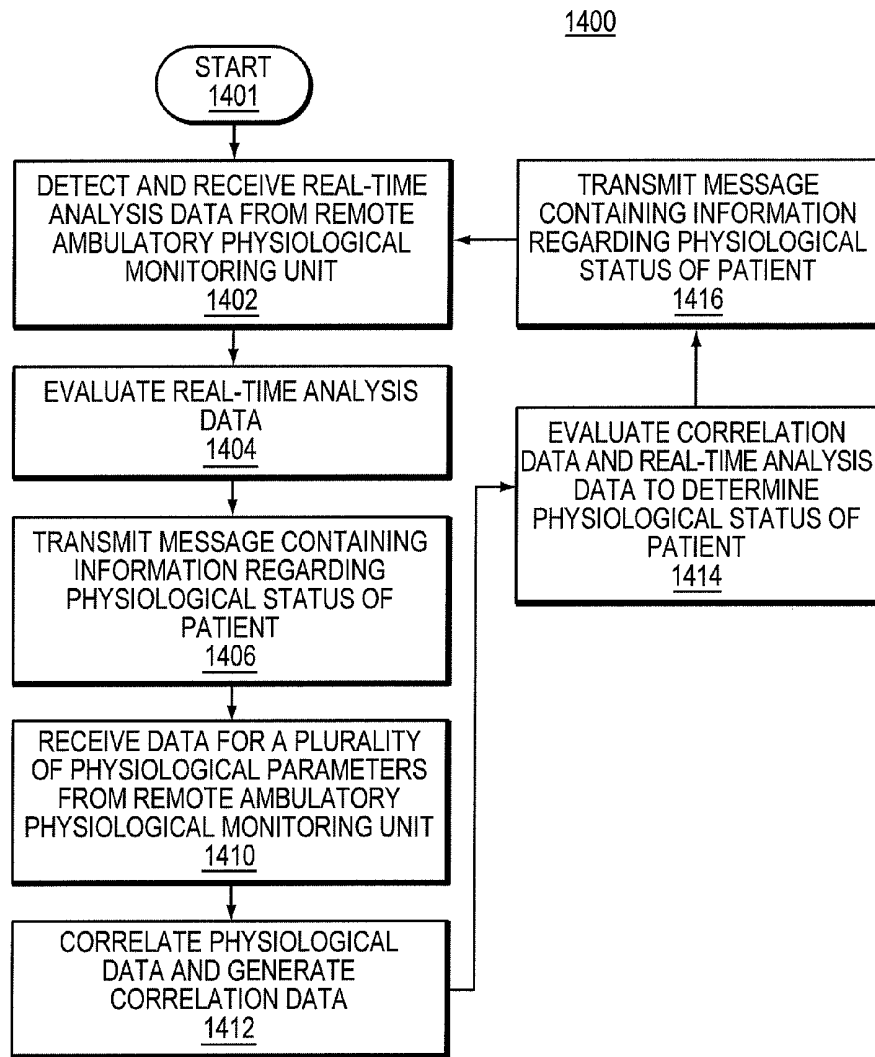 1400
START
1401
DETECT AND RECEIVE REAL-TIME
ANALYSIS DATA FROM REMOTE
AMBULATORY PHYSIOLOGICAL
MONITORING UNIT
1402
EVALUATE REAL-TIME ANALYSIS
DATA
1404
TRANSMIT MESSAGE CONTAINING
INFORMATION REGARDING
PHYSIOLOGICAL STATUS OF
PATIENT
1406
RECEIVE DATA FOR A PLURALITY
OF PHYSIOLOGICAL PARAMETERS
FROM REMOTE AMBULATORY
PHYSIOLOGICAL MONITORING UNIT
1410
CORRELATE PHYSIOLOGICAL
DATA AND GENERATE
CORRELATION DATA
1412
EVALUATE CORRELATION
DATA AND REAL-TIME ANALYSIS
DATA TO DETERMINE
PHYSIOLOGICAL STATUS OF
PATIENT
1414
TRANSMIT MESSAGE
CONTAINING INFORMATION
REGARDING PHYSIOLOGICAL
STATUS OF PATIENT
1416